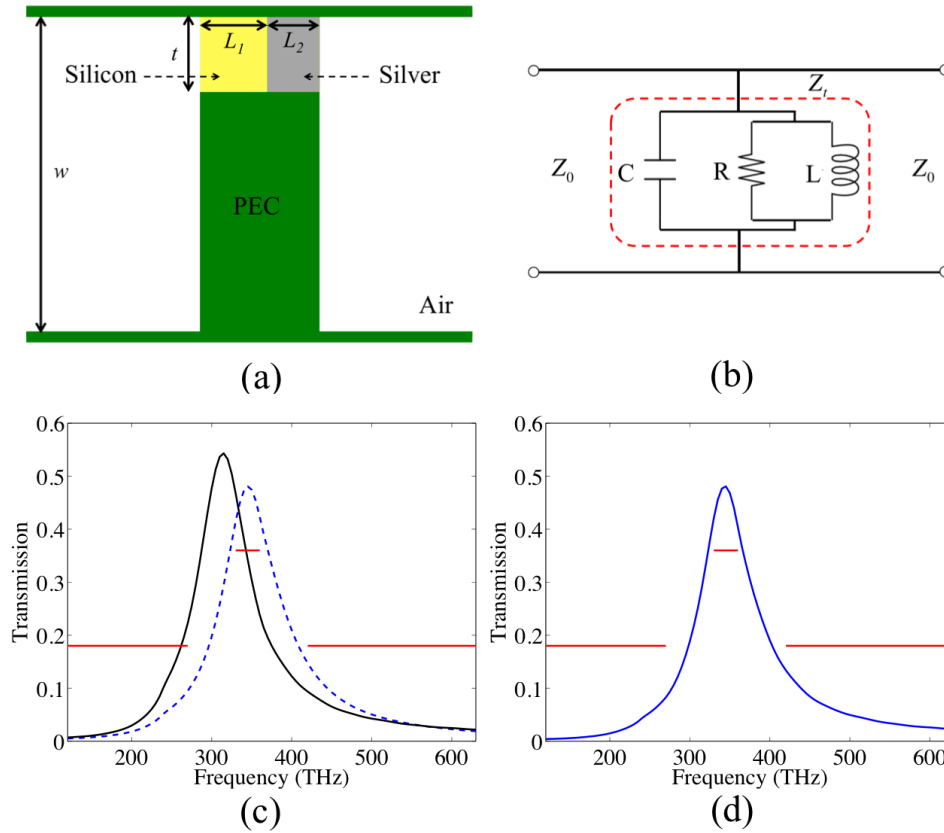 t
L1
L2
Silicon
Silver
w
PEC
Air
(a)
Zt
Z0
C
R
L
Z0
(b)
0.6
0.5
0.4
0.3
0.2
0.1
0
Transmission
200
300
400
500
600
Frequency (THz)
(c)
0.6
0.5
0.4
0.3
0.2
0.1
0
Transmission
200
300
400
500
600
Frequency (THz)
(d)